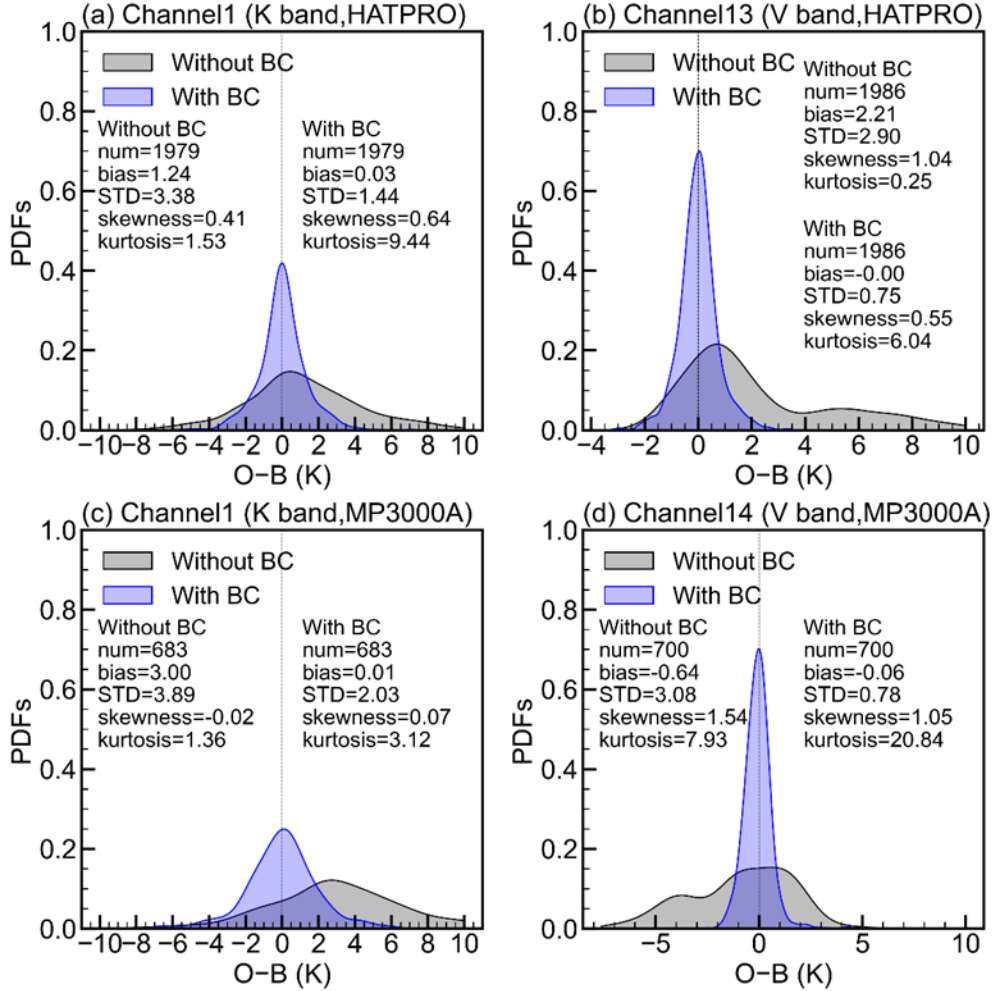 (a) Channel1 (K band,HATPRO)
1.0
0.8
0.6
0.4
0.2
0.0
PDFs
Without BC
With BC
Without BC
num=1979
bias=1.24
STD=3.38
skewness=0.41
kurtosis=1.53
With BC
num=1979
bias=0.03
STD=1.44
skewness=0.64
kurtosis=9.44
−10 −8 −6 −4 −2 0 2 4 6 8 10
O−B (K)
(b) Channel13 (V band,HATPRO)
1.0
0.8
0.6
0.4
0.2
0.0
PDFs
Without BC
With BC
Without BC
num=1986
bias=2.21
STD=2.90
skewness=1.04
kurtosis=0.25
With BC
num=1986
bias=-0.00
STD=0.75
skewness=0.55
kurtosis=6.04
−4 −2 0 2 4 6 8 10
O−B (K)
(c) Channel1 (K band,MP3000A)
1.0
0.8
0.6
0.4
0.2
0.0
PDFs
Without BC
With BC
Without BC
num=683
bias=3.00
STD=3.89
skewness=-0.02
kurtosis=1.36
With BC
num=683
bias=0.01
STD=2.03
skewness=0.07
kurtosis=3.12
−10 −8 −6 −4 −2 0 2 4 6 8 10
O−B (K)
(d) Channel14 (V band,MP3000A)
1.0
0.8
0.6
0.4
0.2
0.0
PDFs
Without BC
With BC
Without BC
num=700
bias=-0.64
STD=3.08
skewness=1.54
kurtosis=7.93
With BC
num=700
bias=-0.06
STD=0.78
skewness=1.05
kurtosis=20.84
−5 0 5 10
O−B (K)